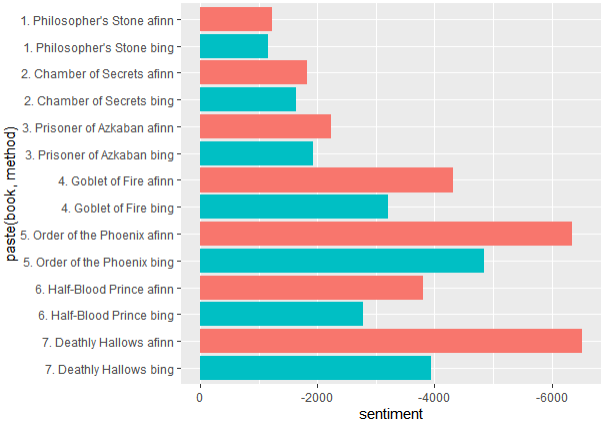 1. Philosopher's Stone afinn
1. Philosopher's Stone bing
2. Chamber of Secrets afinn
2. Chamber of Secrets bing
3. Prisoner of Azkaban afinn
3. Prisoner of Azkaban bing
4. Goblet of Fire afinn
4. Goblet of Fire bing
5. Order of the Phoenix afinn
5. Order of the Phoenix bing
6. Half-Blood Prince afinn
6. Half-Blood Prince bing
7. Deathly Hallows afinn
7. Deathly Hallows bing
paste(book, method)
0 -2000 -4000 -6000
sentiment